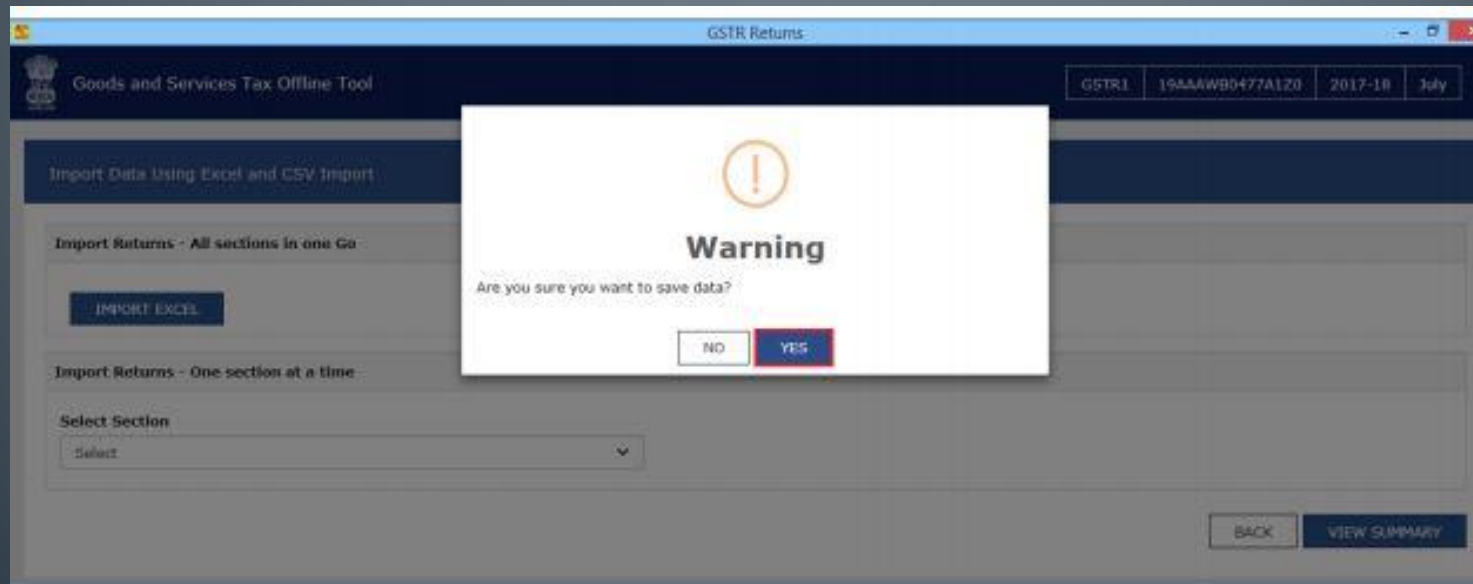 GSTR Returns
Goods and Services Tax Offline Tool
GSTR1 19AAAWB0477A1Z0 2017-18 July
Import Data Using Excel and CSV Import
Import Returns - All sections in one Go
IMPORT EXCEL
Warning
Are you sure you want to save data?
NO YES
Import Returns - One section at a time
Select Section
Select
BACK VIEW SUMMARY